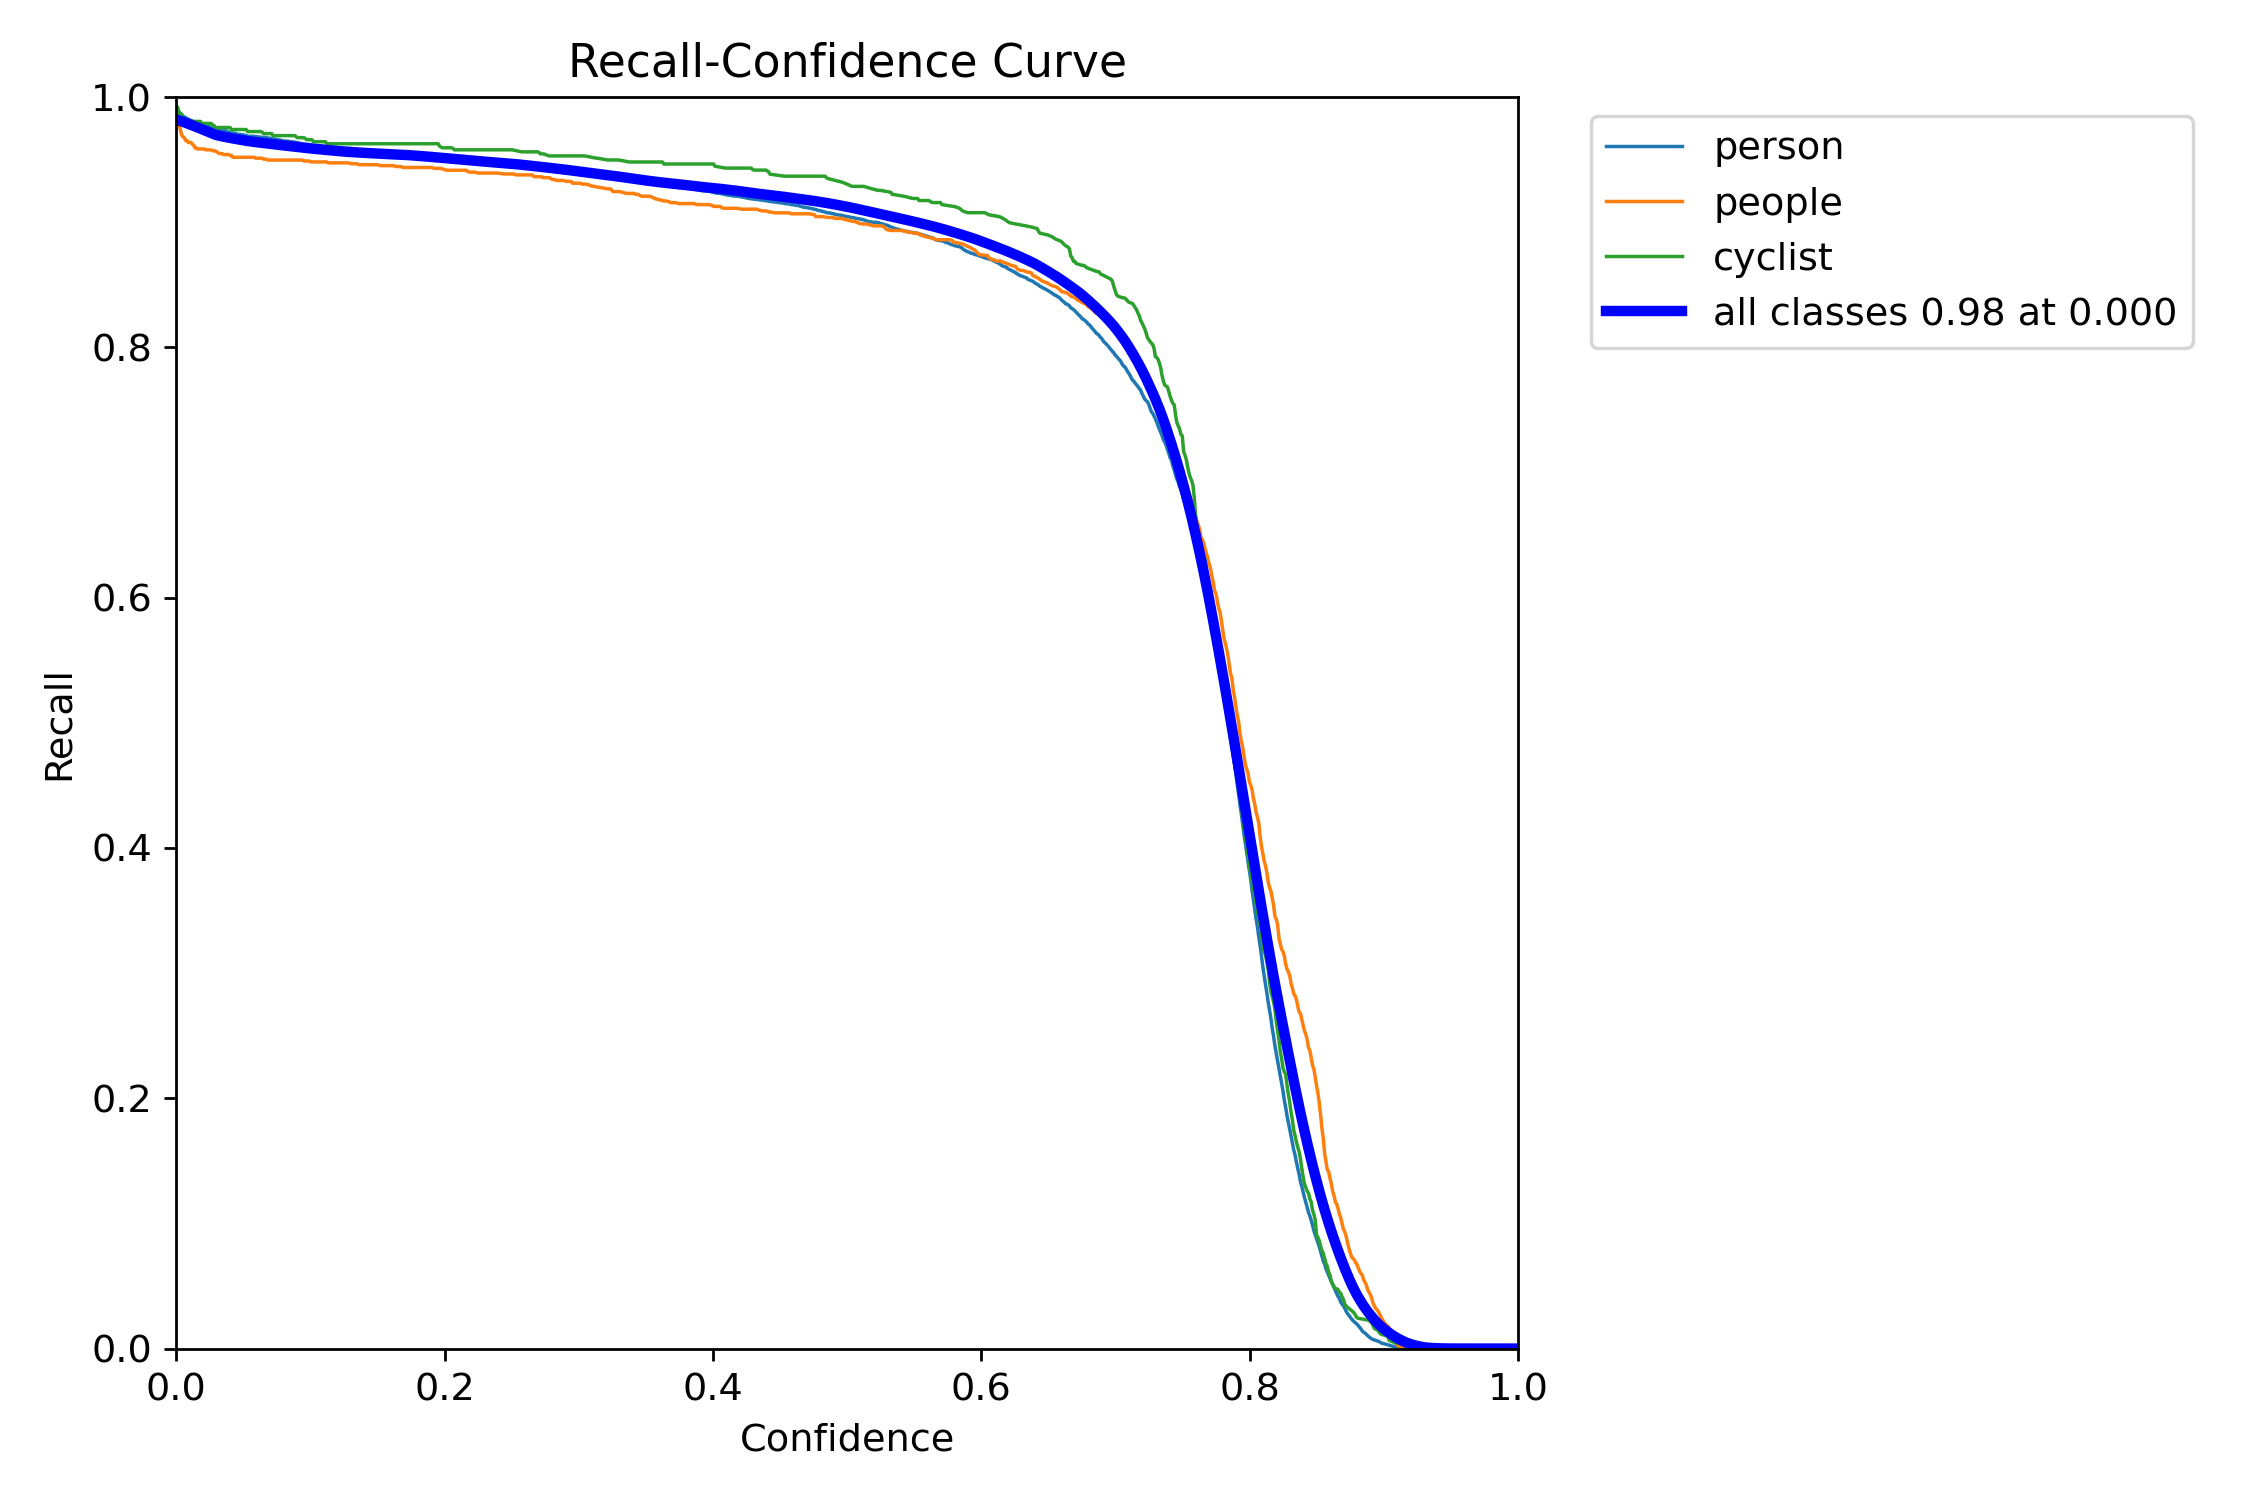 Recall-Confidence Curve
1.0
0.8
0.6
0.4
0.2
0.0
Recall
0.0 0.2 0.4 0.6 0.8 1.0
Confidence
person
people
cyclist
all classes 0.98 at 0.000